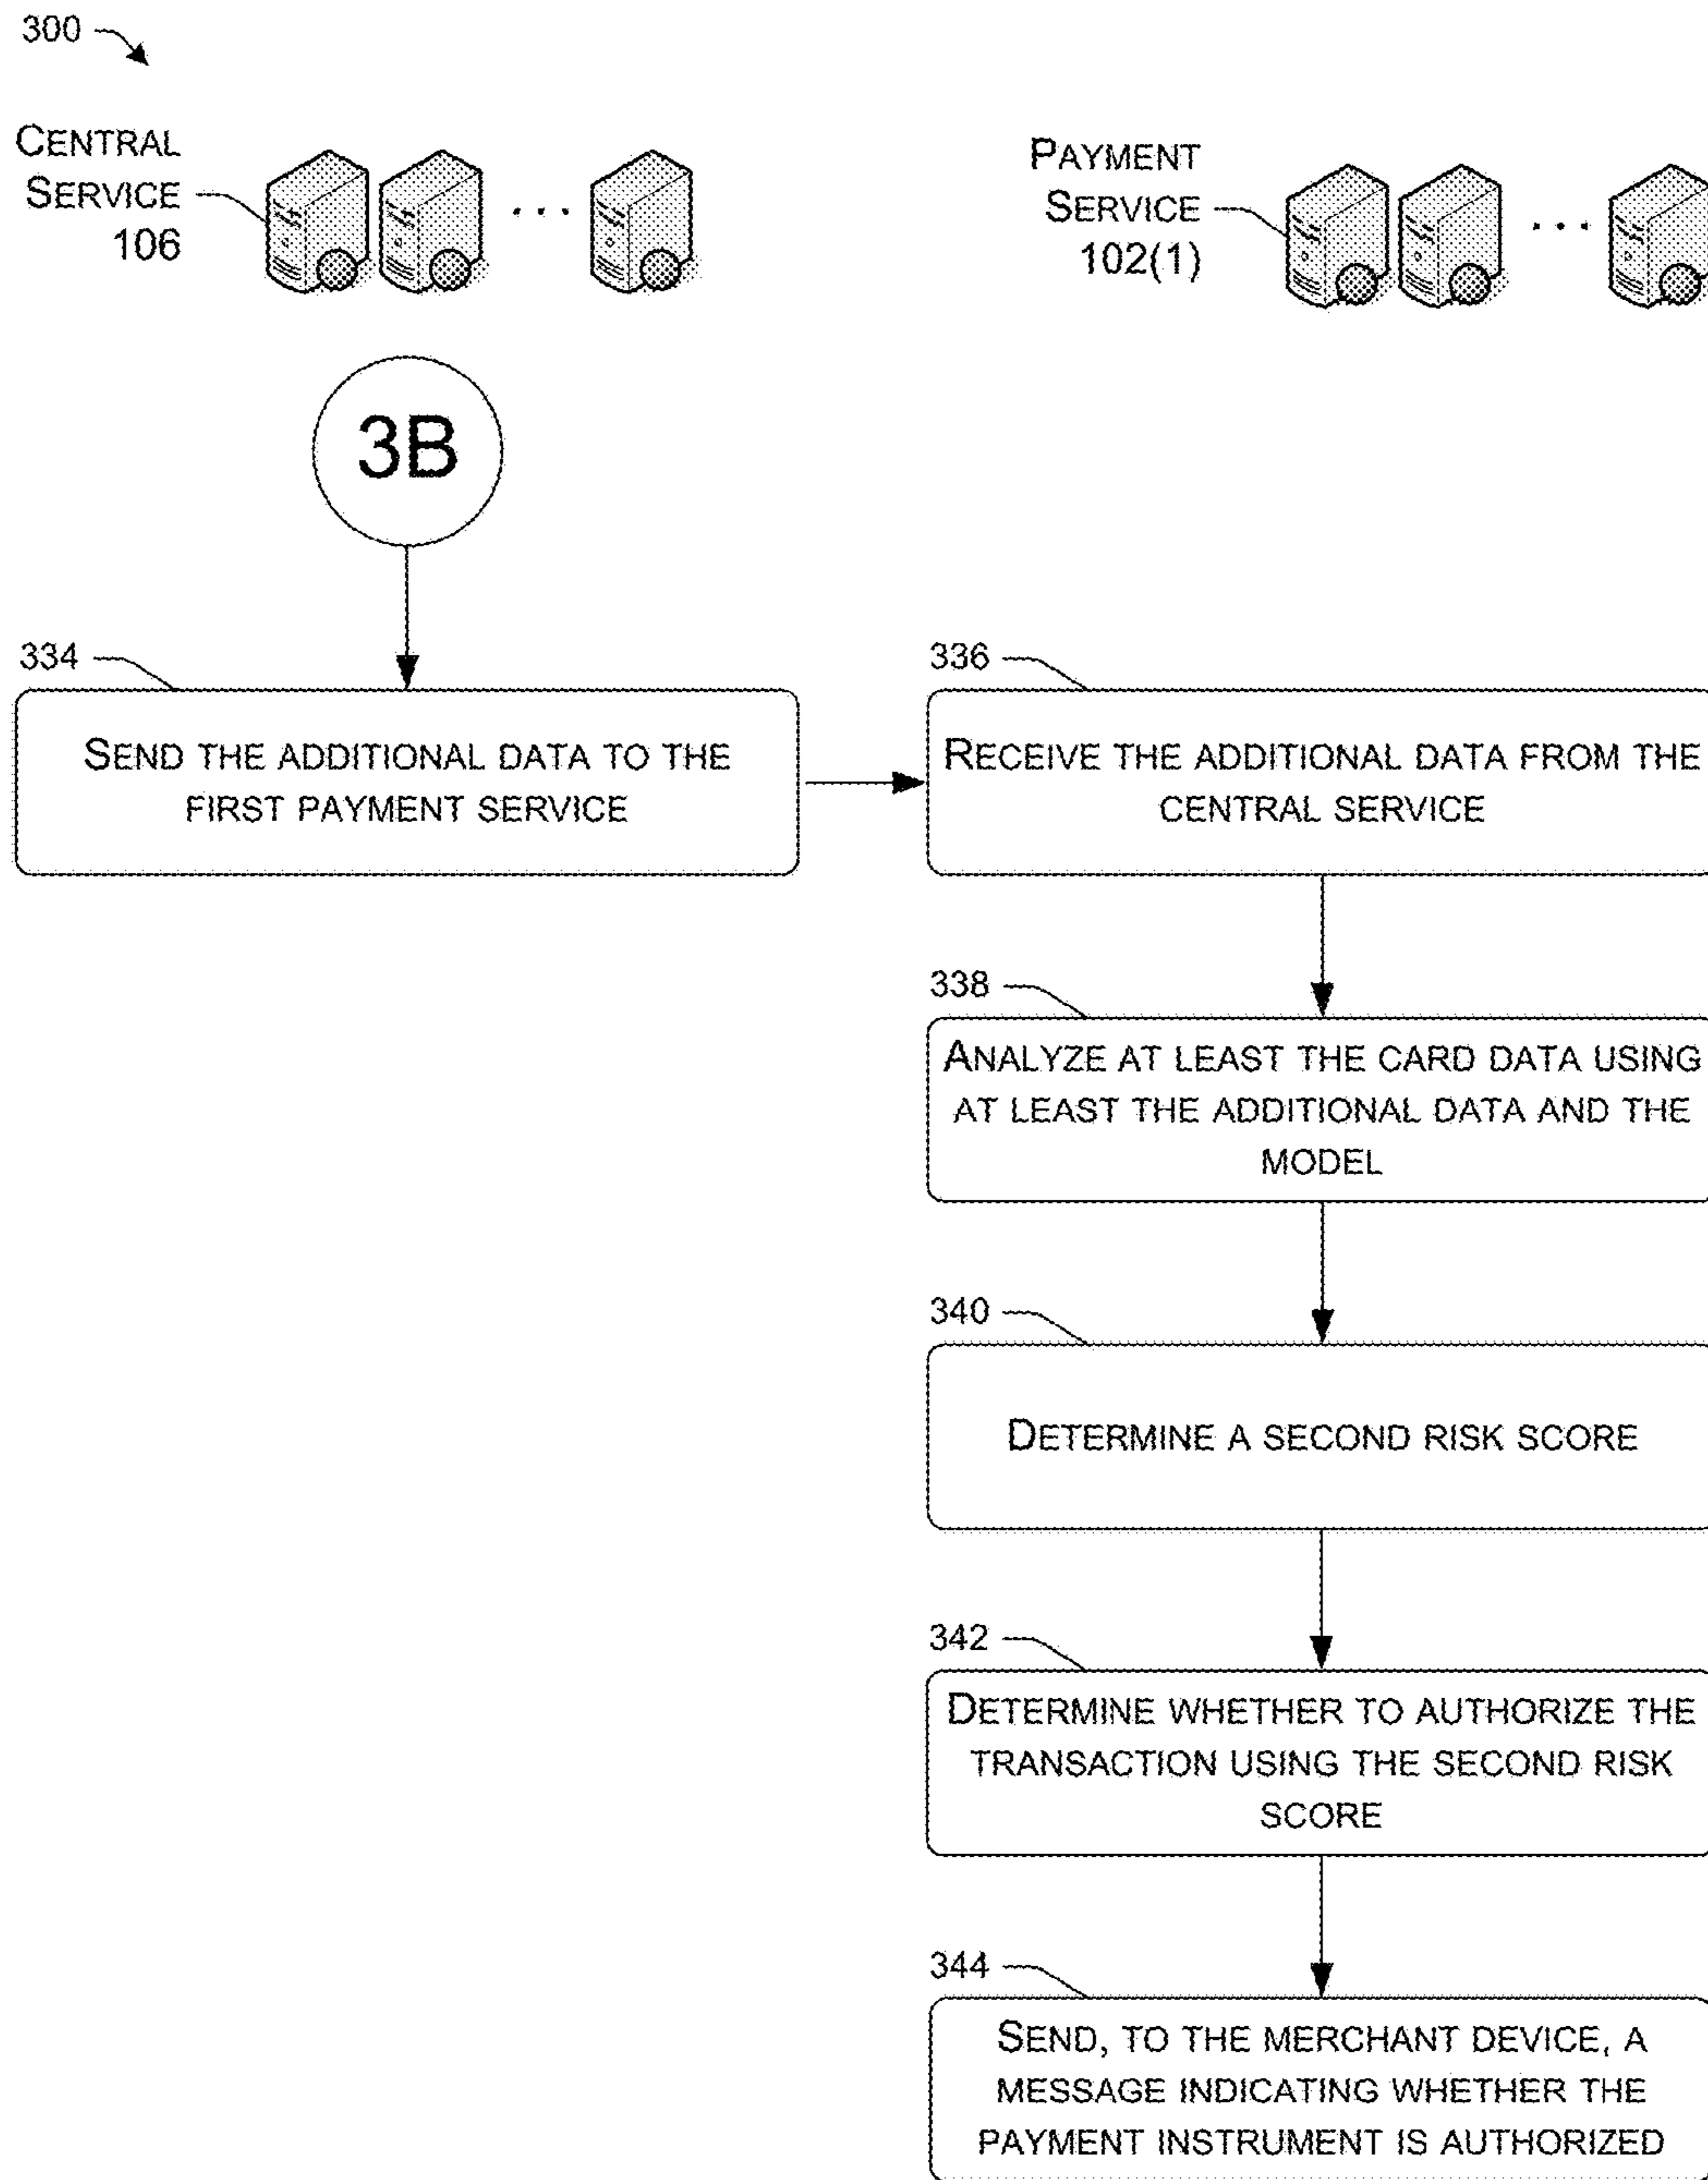 300
CENTRAL
SERVICE
106
PAYMENT
SERVICE
102(1)
3B
334
SEND THE ADDITIONAL DATA TO THE
FIRST PAYMENT SERVICE
336
RECEIVE THE ADDITIONAL DATA FROM THE
CENTRAL SERVICE
338
ANALYZE AT LEAST THE CARD DATA USING
AT LEAST THE ADDITIONAL DATA AND THE
MODEL
340
DETERMINE A SECOND RISK SCORE
342
DETERMINE WHETHER TO AUTHORIZE THE
TRANSACTION USING THE SECOND RISK
SCORE
344
SEND, TO THE MERCHANT DEVICE, A
MESSAGE INDICATING WHETHER THE
PAYMENT INSTRUMENT IS AUTHORIZED